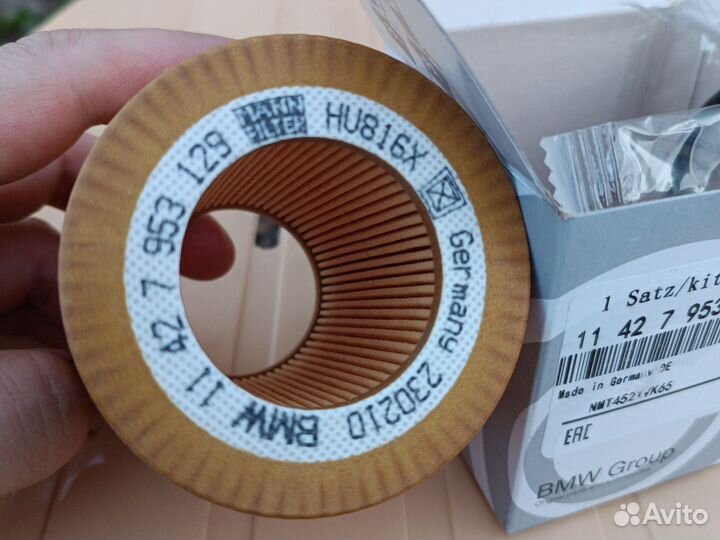 MANN
FILTER
HU816X
Germany 230210
BMW 11 42 7 953 129
1 Satz/kit
11 42 7 953
Made in Germany DE
EAC
BMW Group
Avito